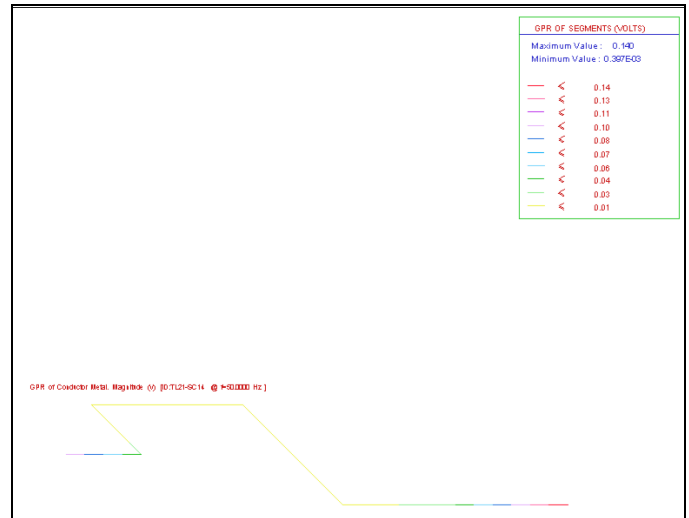 GPR OF SEGMENTS (VOLTS)
Maximum Value : 0.140
Minimum Value : 0.397E-03
≤ 0.14
≤ 0.13
≤ 0.11
≤ 0.10
≤ 0.08
≤ 0.07
≤ 0.06
≤ 0.04
≤ 0.03
≤ 0.01
GPR of Conductor Metal. Magnitude (V) [ID:TL21-SC14 @ f=50.0000 Hz ]